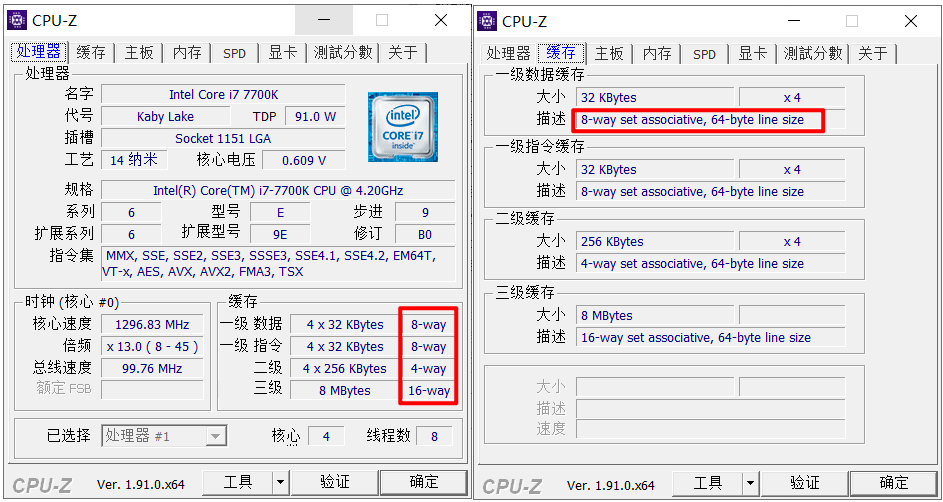 CPU-Z
处理器 缓存 主板 内存 SPD 显卡 測試分數 关于
处理器
名字 Intel Core i7 7700K
代号 Kaby Lake TDP 91.0 W
插槽 Socket 1151 LGA
工艺 14 纳米 核心电压 0.609 V
intel
CORE i7
inside
规格 Intel(R) Core(TM) i7-7700K CPU @ 4.20GHz
系列 6 型号 E 步进 9
扩展系列 6 扩展型号 9E 修订 B0
指令集 MMX, SSE, SSE2, SSE3, SSSE3, SSE4.1, SSE4.2, EM64T,
VT-x, AES, AVX, AVX2, FMA3, TSX
时钟 (核心 #0)
核心速度 1296.83 MHz
倍频 x 13.0 ( 8 - 45 )
总线速度 99.76 MHz
额定 FSB
缓存
一级 数据 4 x 32 KBytes 8-way
一级 指令 4 x 32 KBytes 8-way
二级 4 x 256 KBytes 4-way
三级 8 MBytes 16-way
已选择 处理器 #1 核心 4 线程数 8
CPU-Z Ver. 1.91.0.x64 工具 验证 确定
CPU-Z
处理器 缓存 主板 内存 SPD 显卡 測試分數 关于
一级数据缓存
大小 32 KBytes x 4
描述 8-way set associative, 64-byte line size
一级指令缓存
大小 32 KBytes x 4
描述 8-way set associative, 64-byte line size
二级缓存
大小 256 KBytes x 4
描述 4-way set associative, 64-byte line size
三级缓存
大小 8 MBytes
描述 16-way set associative, 64-byte line size
大小
描述
速度
CPU-Z Ver. 1.91.0.x64 工具 验证 确定